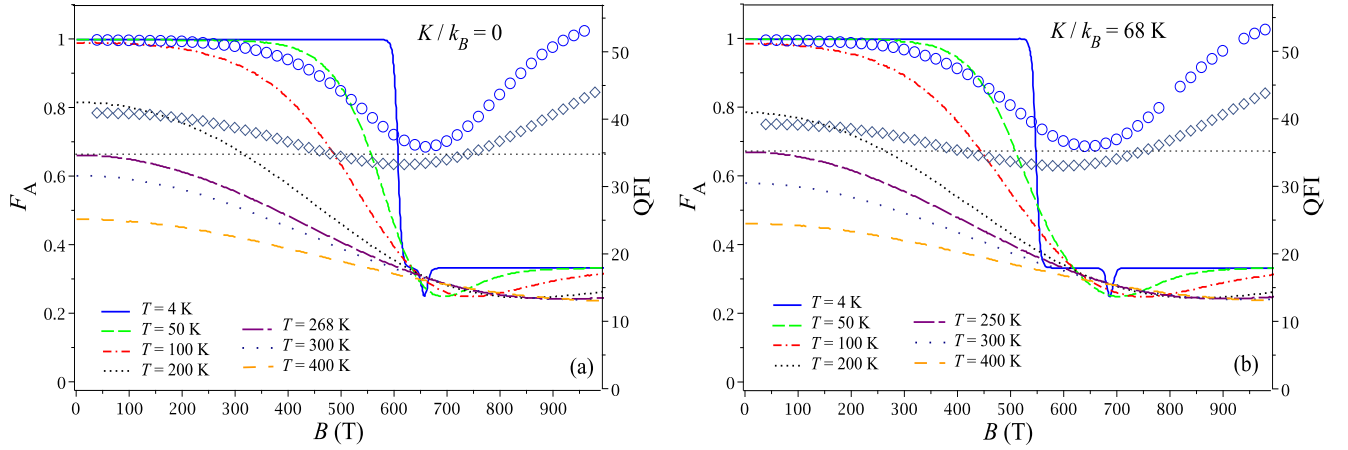 K / k_B = 0
1
0.8
0.6
0.4
0.2
0
F_A
50
40
30
20
10
0
QFI
T = 4 K
T = 50 K
T = 100 K
T = 200 K
T = 268 K
T = 300 K
T = 400 K
(a)
0 100 200 300 400 500 600 700 800 900
B (T)
K / k_B = 68 K
1
0.8
0.6
0.4
0.2
0
F_A
50
40
30
20
10
0
QFI
T = 4 K
T = 50 K
T = 100 K
T = 200 K
T = 250 K
T = 300 K
T = 400 K
(b)
0 100 200 300 400 500 600 700 800 900
B (T)